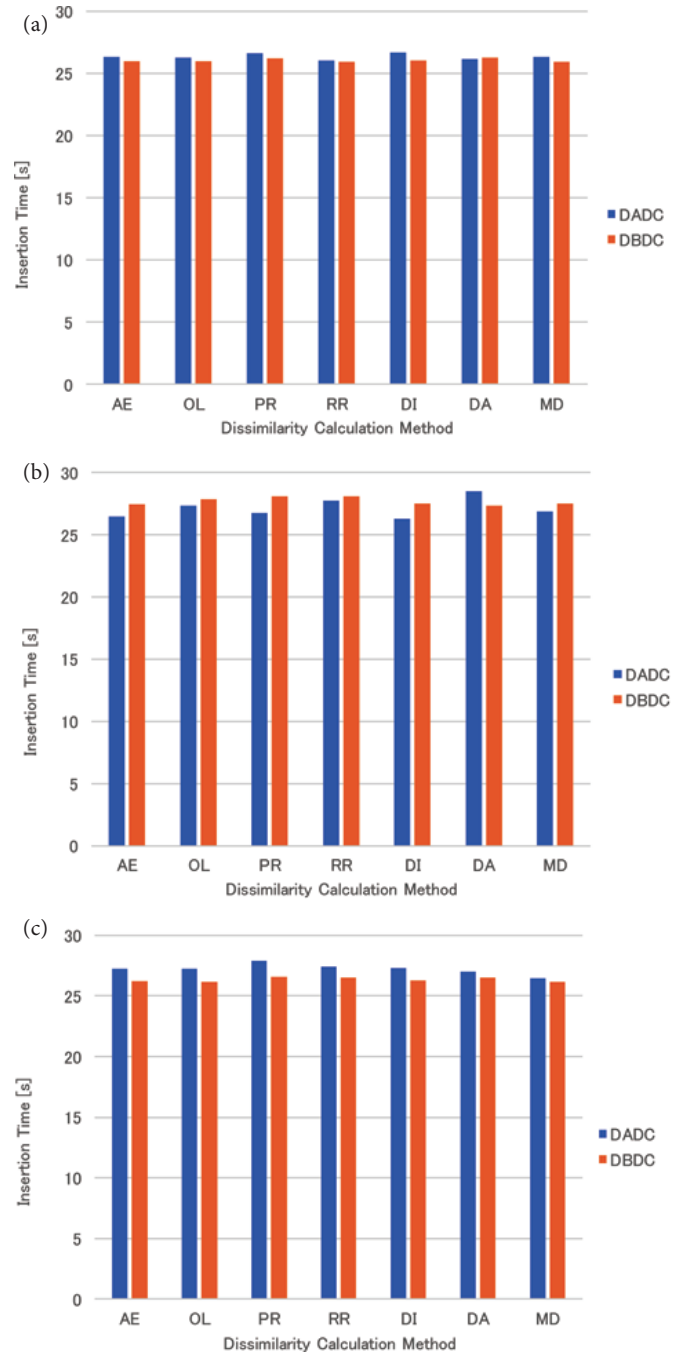 (a)
30
25
20
15
10
5
0
Insertion Time [s]
AE OL PR RR DI DA MD
Dissimilarity Calculation Method
DADC
DBDC
(b)
30
25
20
15
10
5
0
Insertion Time [s]
AE OL PR RR DI DA MD
Dissimilarity Calculation Method
DADC
DBDC
(c)
30
25
20
15
10
5
0
Insertion Time [s]
AE OL PR RR DI DA MD
Dissimilarity Calculation Method
DADC
DBDC